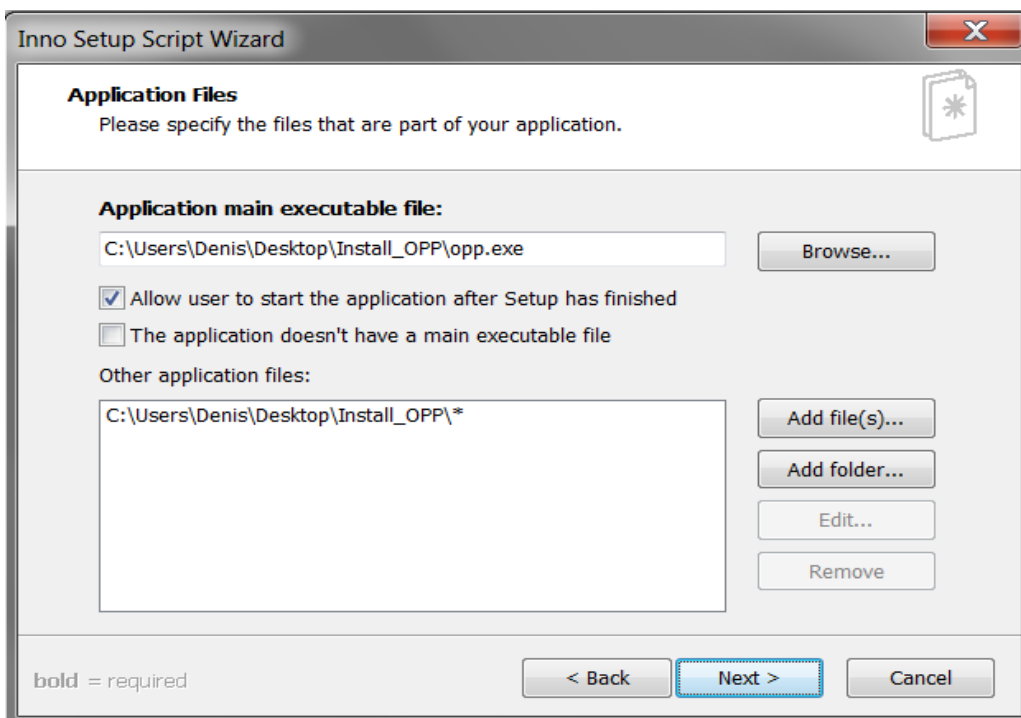 Inno Setup Script Wizard
Application Files
Please specify the files that are part of your application.
Application main executable file:
C:\Users\Denis\Desktop\Install_OPP\opp.exe
Browse...
Allow user to start the application after Setup has finished
The application doesn't have a main executable file
Other application files:
C:\Users\Denis\Desktop\Install_OPP\*
Add file(s)...
Add folder...
Edit...
Remove
bold = required
< Back
Next >
Cancel